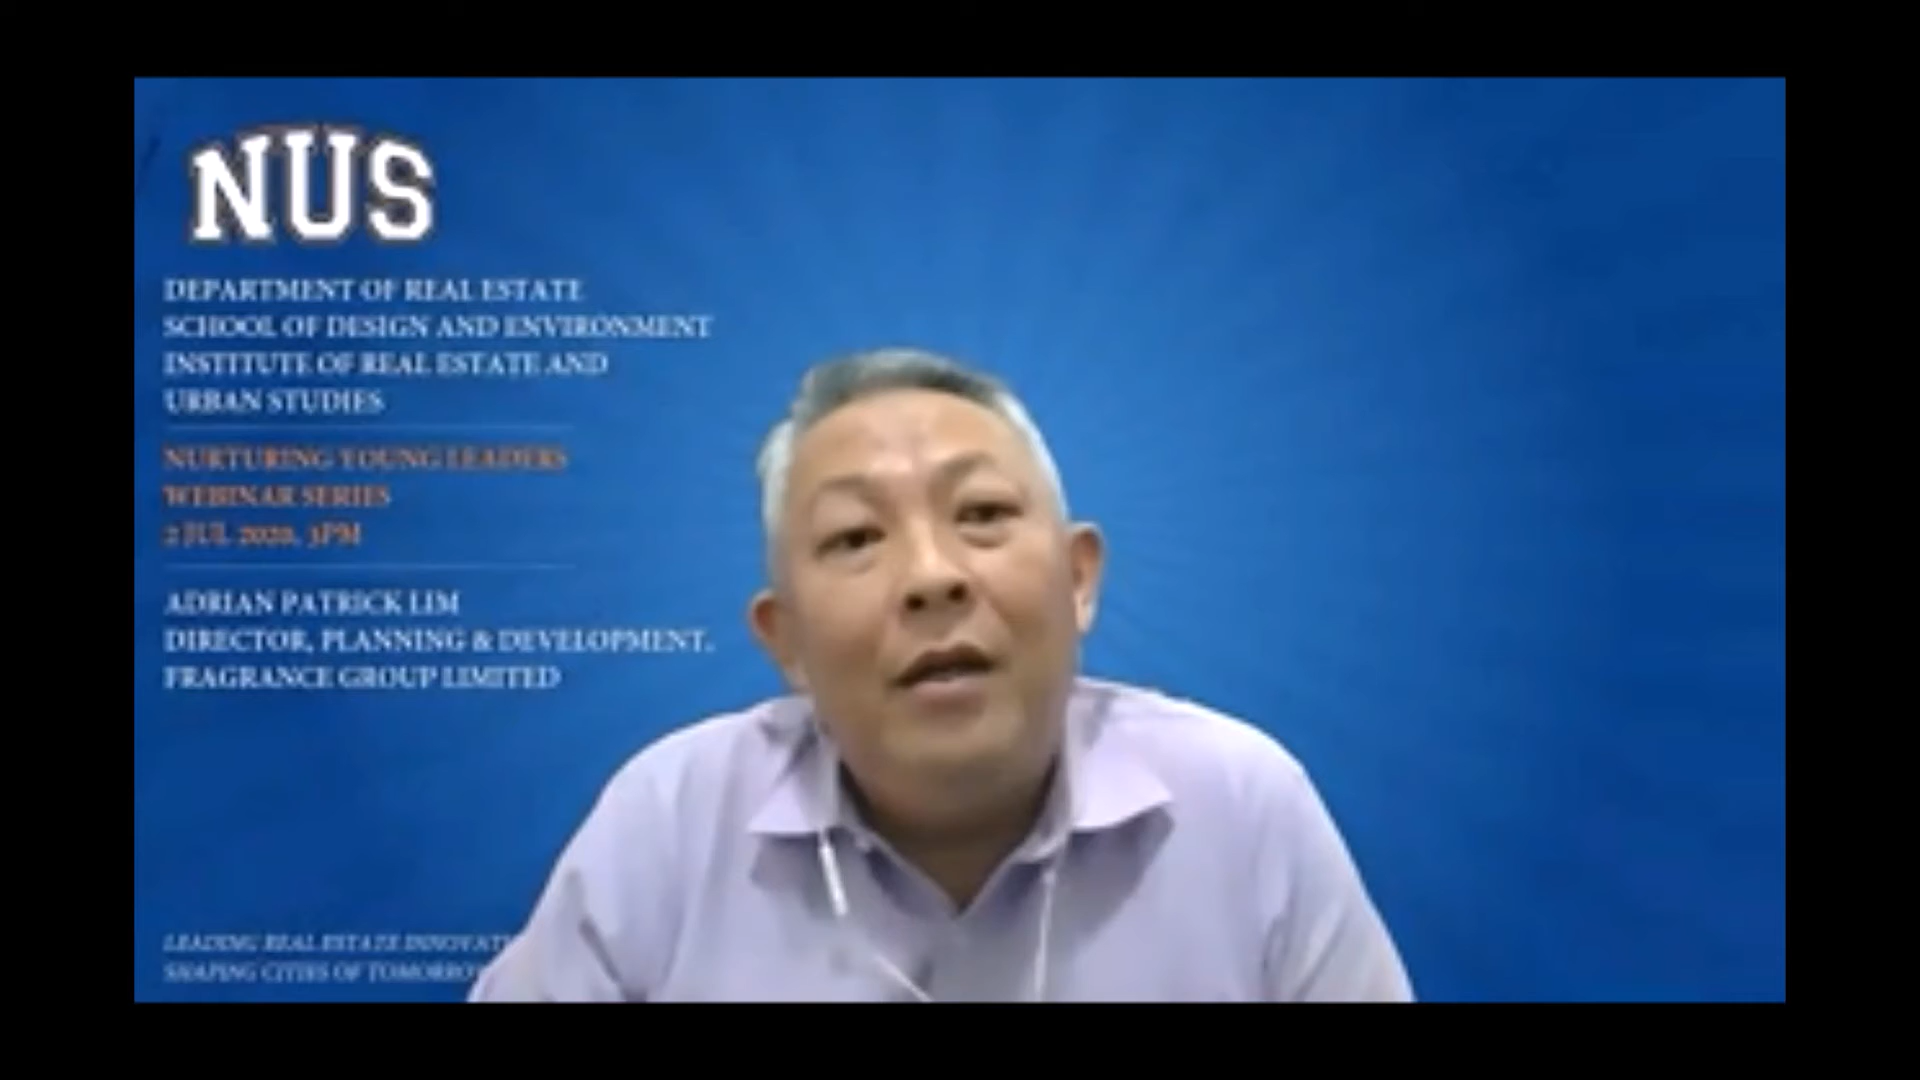 NUS
DEPARTMENT OF REAL ESTATE
SCHOOL OF DESIGN AND ENVIRONMENT
INSTITUTE OF REAL ESTATE AND
URBAN STUDIES
NURTURING YOUNG LEADERS
WEBINAR SERIES
2 JUL 2020, 3PM
ADRIAN PATRICK LIM
DIRECTOR, PLANNING & DEVELOPMENT,
FRAGRANCE GROUP LIMITED
LEADING REAL ESTATE
SHAPING CITIES OF